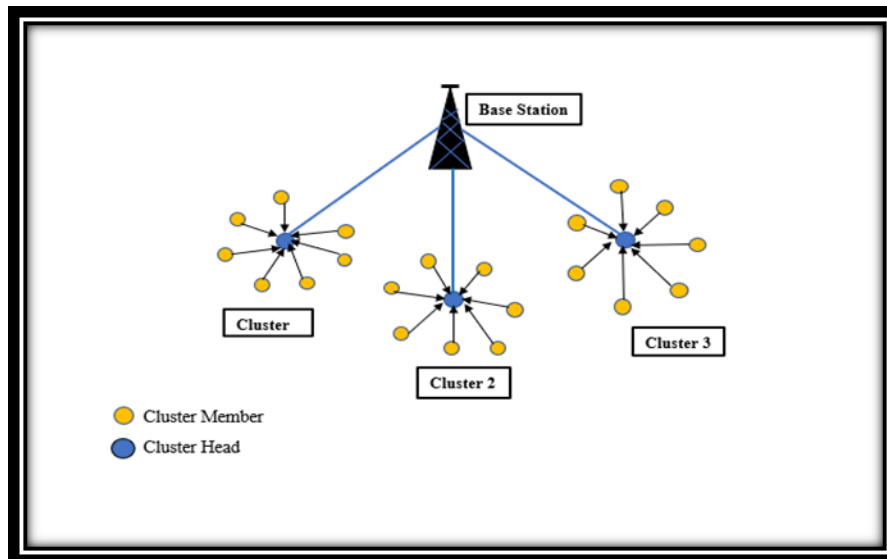 Base Station
Cluster
Cluster 2
Cluster 3
Cluster Member
Cluster Head